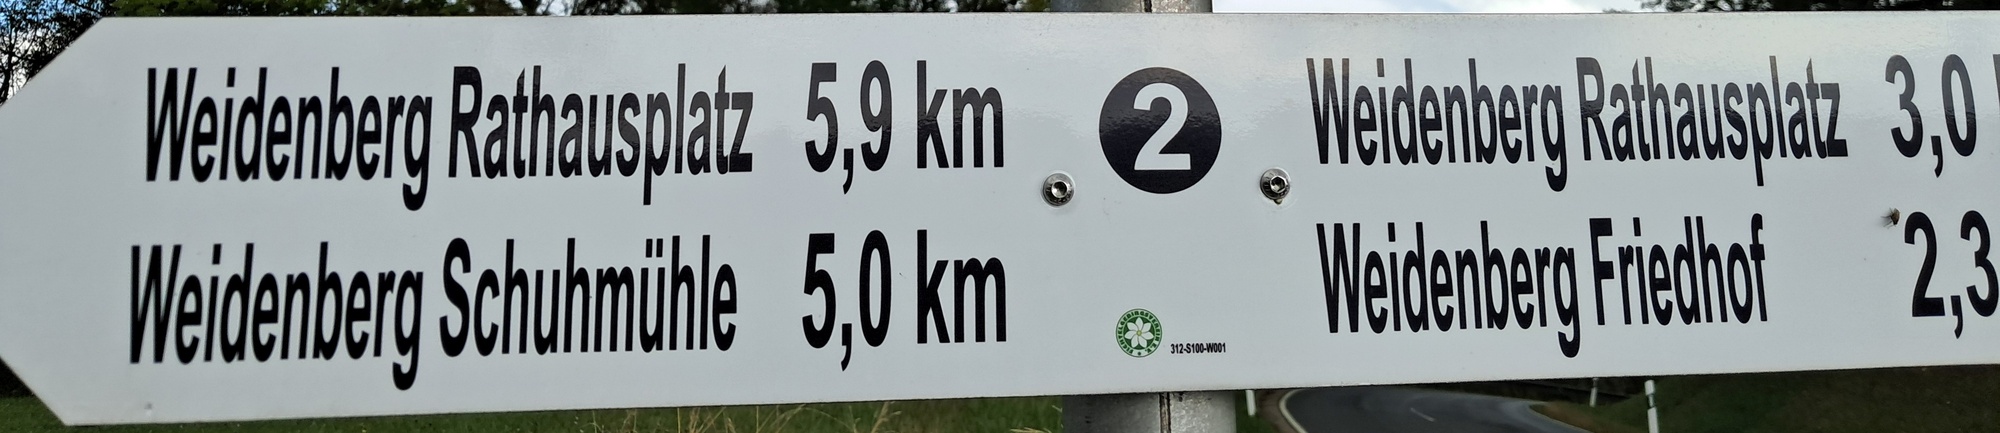 Weidenberg Rathausplatz 5,9 km
Weidenberg Schuhmühle 5,0 km
2
312-S100-W001
Weidenberg Rathausplatz 3,0
Weidenberg Friedhof 2,3